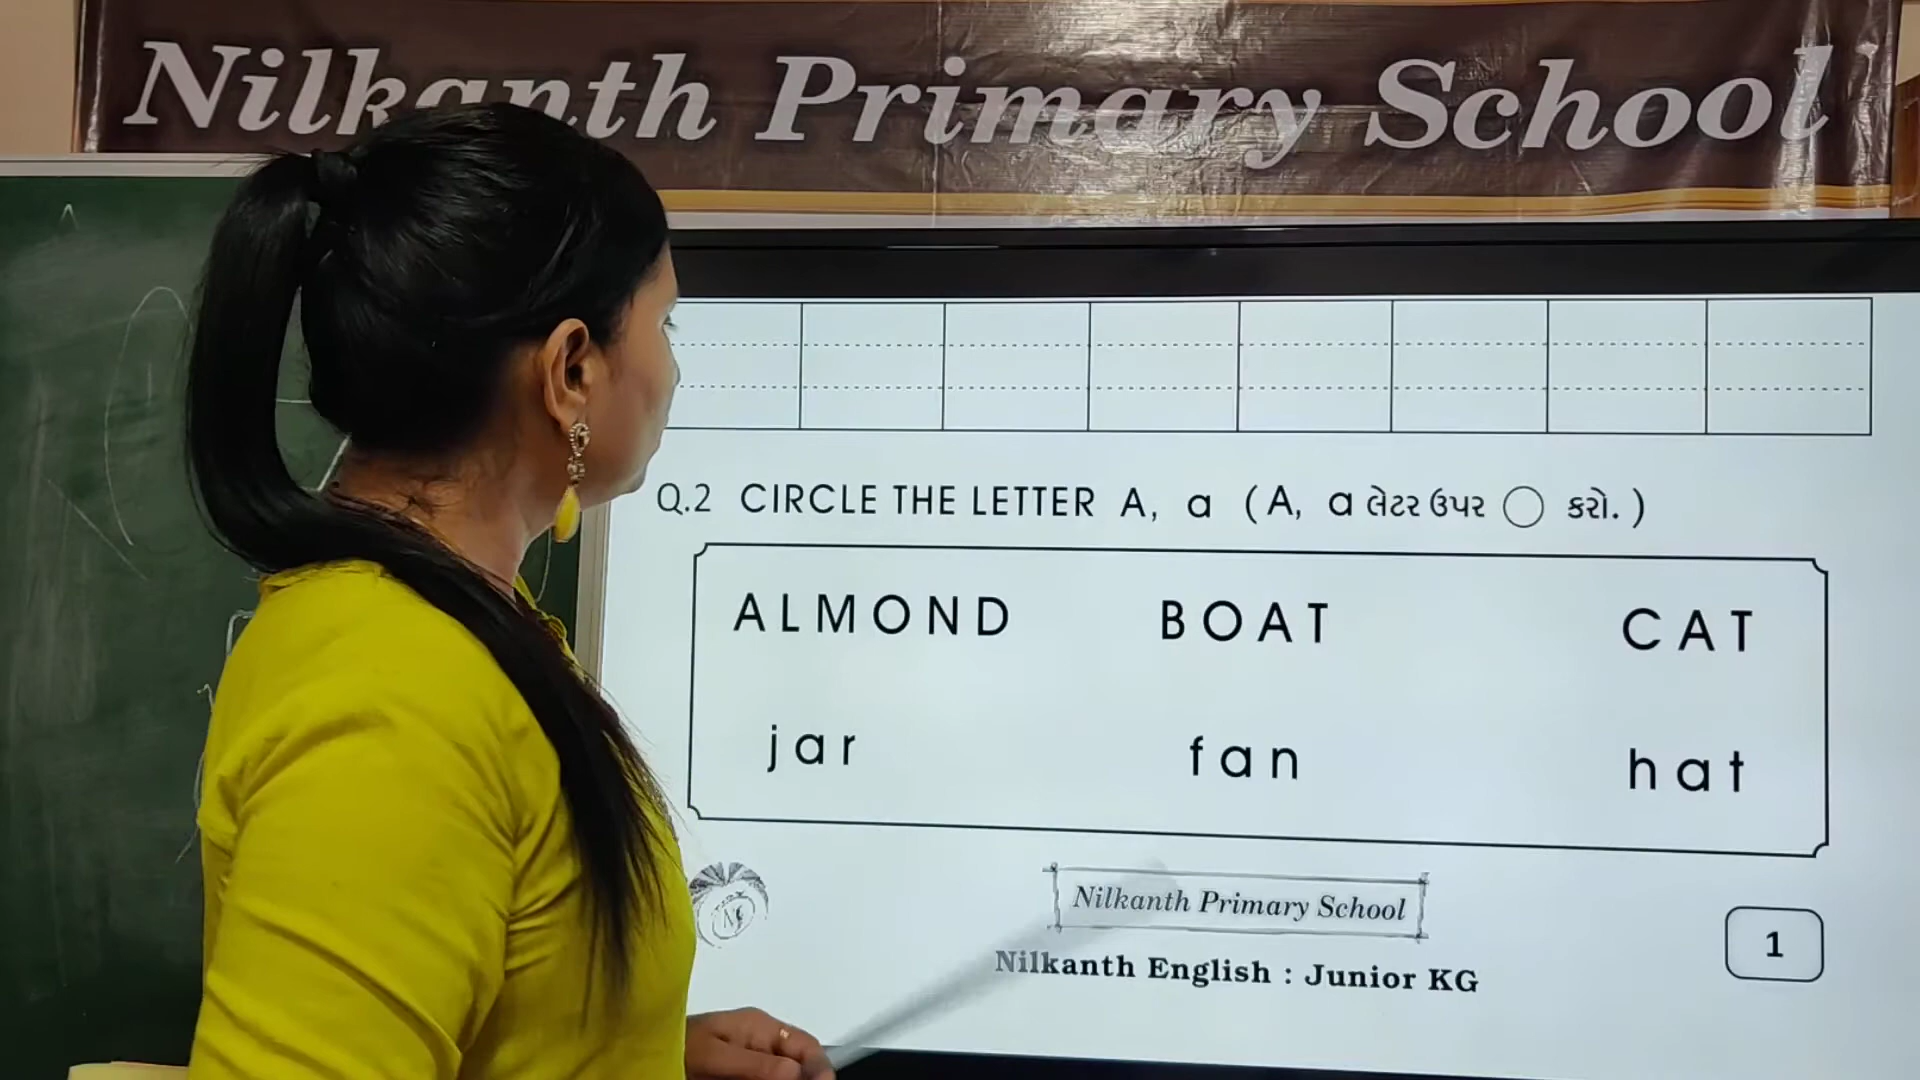 Nilkanth Primary School
Q.2 CIRCLE THE LETTER A, a (A, a લેટર ઉપર ◯ કરો.)
ALMOND BOAT CAT
jar fan hat
Nilkanth Primary School
Nilkanth English : Junior KG
1